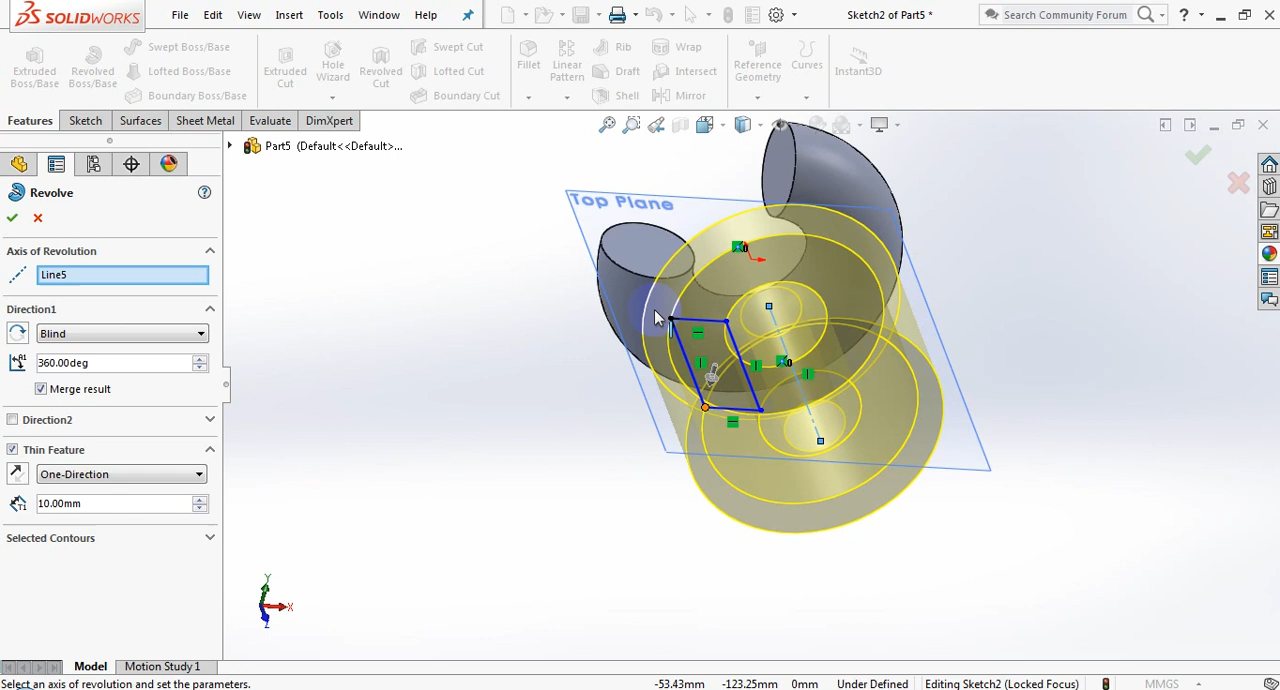 SOLIDWORKS File Edit View Insert Tools Window Help Sketch2 of Part5 * Search Community Forum ?
Extruded Boss/Base Revolved Boss/Base Swept Boss/Base Lofted Boss/Base Boundary Boss/Base Extruded Cut Hole Wizard Revolved Cut Swept Cut Lofted Cut Boundary Cut Fillet Linear Pattern Rib Draft Shell Wrap Intersect Mirror Reference Geometry Curves Instant3D
Features Sketch Surfaces Sheet Metal Evaluate DimXpert
Part5 (Default<<Default>...
Revolve
Axis of Revolution
Line5
Direction1
Blind
360.00deg
Merge result
Direction2
Thin Feature
One-Direction
10.00mm
Selected Contours
Top Plane
0
0
Y
X
Z
Model Motion Study 1
Select an axis of revolution and set the parameters. -53.43mm -123.25mm 0mm Under Defined Editing Sketch2 (Locked Focus) MMGS